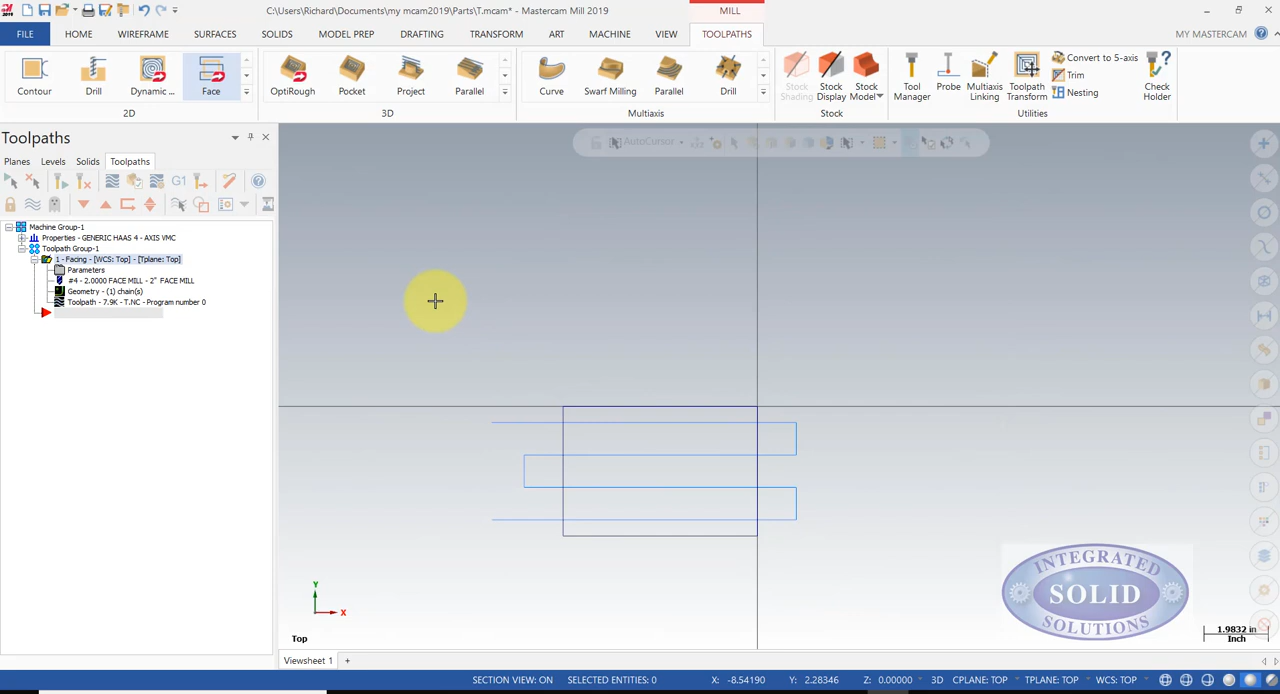 C:\Users\Richard\Documents\my mcam2019\Parts\T.mcam* - Mastercam Mill 2019
MILL
FILE HOME WIREFRAME SURFACES SOLIDS MODEL PREP DRAFTING TRANSFORM ART MACHINE VIEW TOOLPATHS MY MASTERCAM
Contour Drill Dynamic ... Face OptiRough Pocket Project Parallel Curve Swarf Milling Parallel Drill Stock Shading Stock Display Stock Model Tool Manager Probe Multiaxis Linking Toolpath Transform Convert to 5-axis Trim Nesting Check Holder
2D 3D Multiaxis Stock Utilities
Toolpaths
AutoCursor
Planes Levels Solids Toolpaths
G1
Machine Group-1
Properties - GENERIC HAAS 4 - AXIS VMC
Toolpath Group-1
1 - Facing - [WCS: Top] - [Tplane: Top]
Parameters
#4 - 2.0000 FACE MILL - 2" FACE MILL
Geometry - (1) chain(s)
Toolpath - 7.9K - T.NC - Program number 0
INTEGRATED
SOLID
SOLUTIONS
Y
X
Top
1.9832 in
Inch
Viewsheet 1 +
SECTION VIEW: ON SELECTED ENTITIES: 0 X: -8.54190 Y: 2.28346 Z: 0.00000 3D CPLANE: TOP TPLANE: TOP WCS: TOP